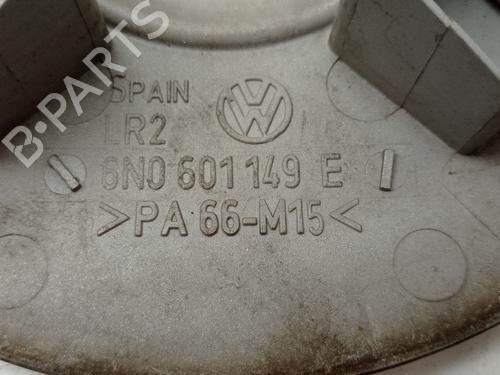 B-PARTS
SPAIN
LR2
6N0 601 149 E
>PA 66-M15<